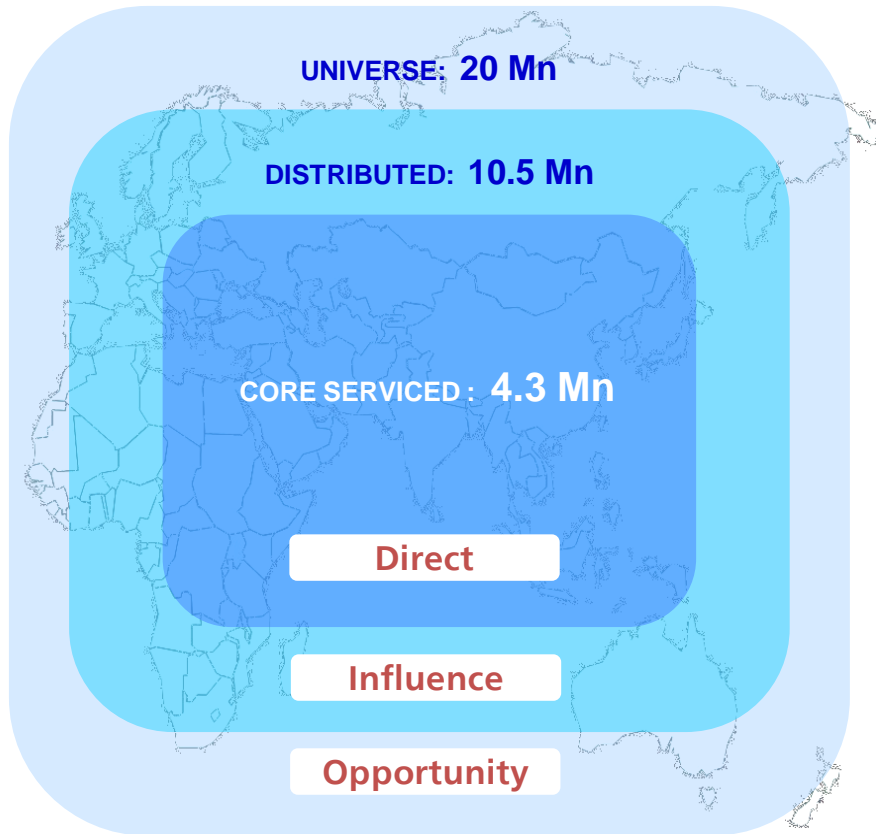 UNIVERSE: 20 Mn
DISTRIBUTED: 10.5 Mn
CORE SERVICED : 4.3 Mn
Direct
Influence
Opportunity